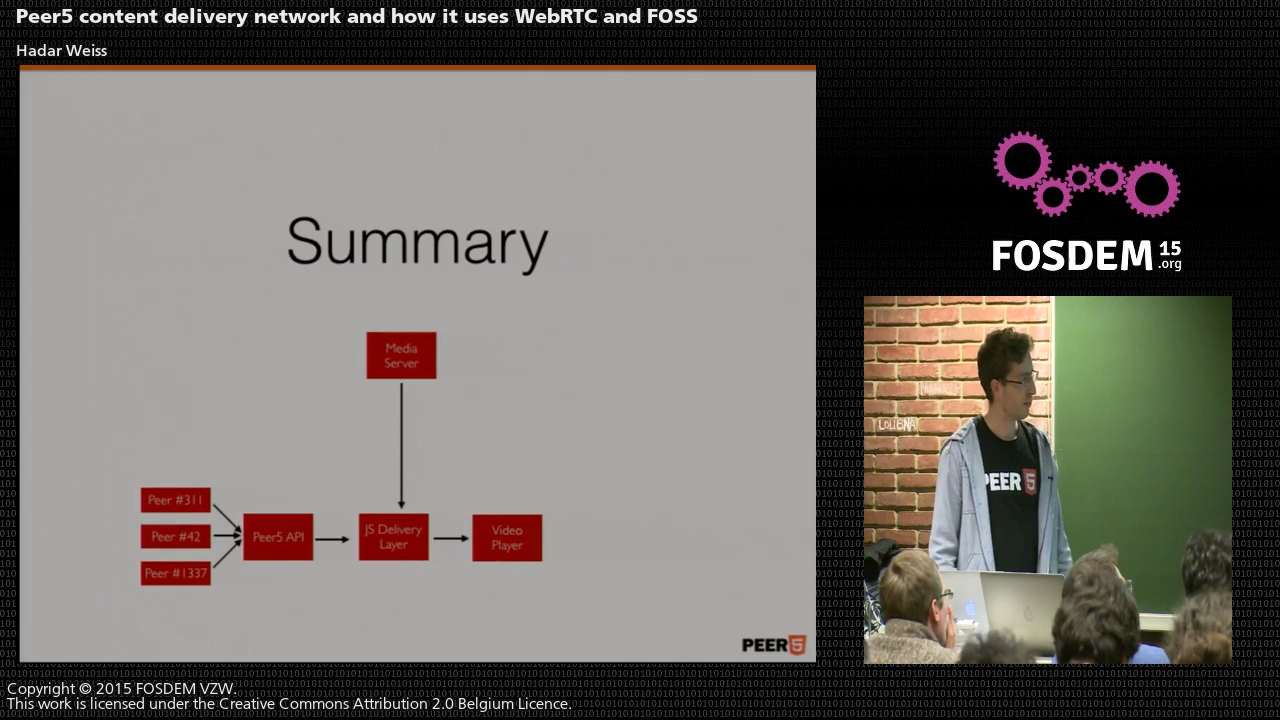 Peer5 content delivery network and how it uses WebRTC and FOSS
Hadar Weiss
Summary
Media
Server
Peer #311
Peer #42
Peer #1337
Peer5 API
JS Delivery
Layer
Video
Player
PEER5
FOSDEM 15
.org
LOUBNA
PEER5
Copyright © 2015 FOSDEM VZW.
This work is licensed under the Creative Commons Attribution 2.0 Belgium Licence.